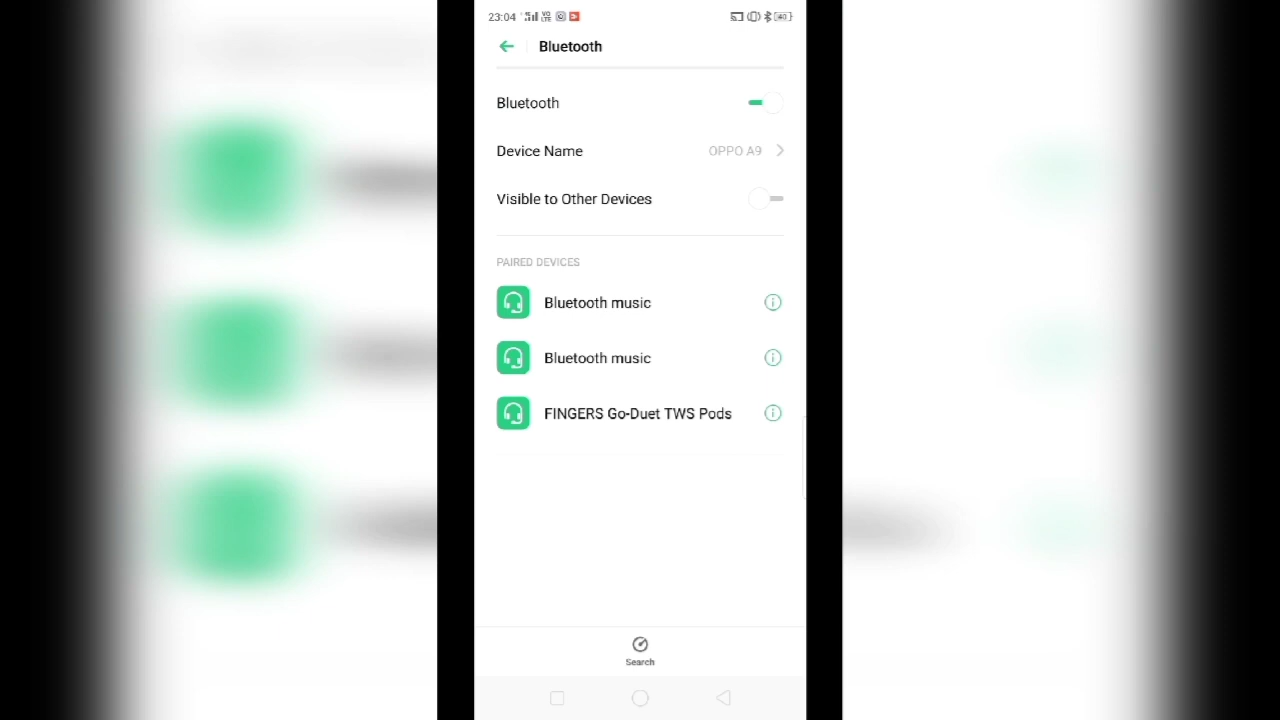 23:04
40
Bluetooth
Bluetooth
Device Name OPPO A9
Visible to Other Devices
PAIRED DEVICES
Bluetooth music
Bluetooth music
FINGERS Go-Duet TWS Pods
Search